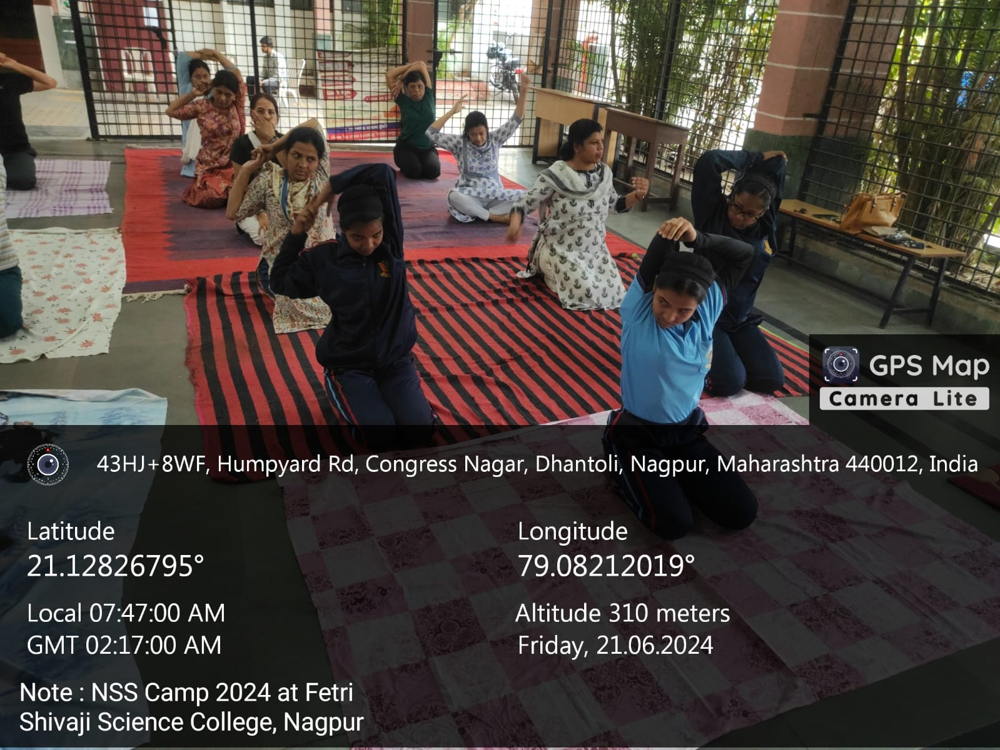 GPS Map
Camera Lite
43HJ+8WF, Humpyard Rd, Congress Nagar, Dhantoli, Nagpur, Maharashtra 440012, India
Latitude
21.12826795°
Longitude
79.08212019°
Local 07:47:00 AM
GMT 02:17:00 AM
Altitude 310 meters
Friday, 21.06.2024
Note : NSS Camp 2024 at Fetri
Shivaji Science College, Nagpur